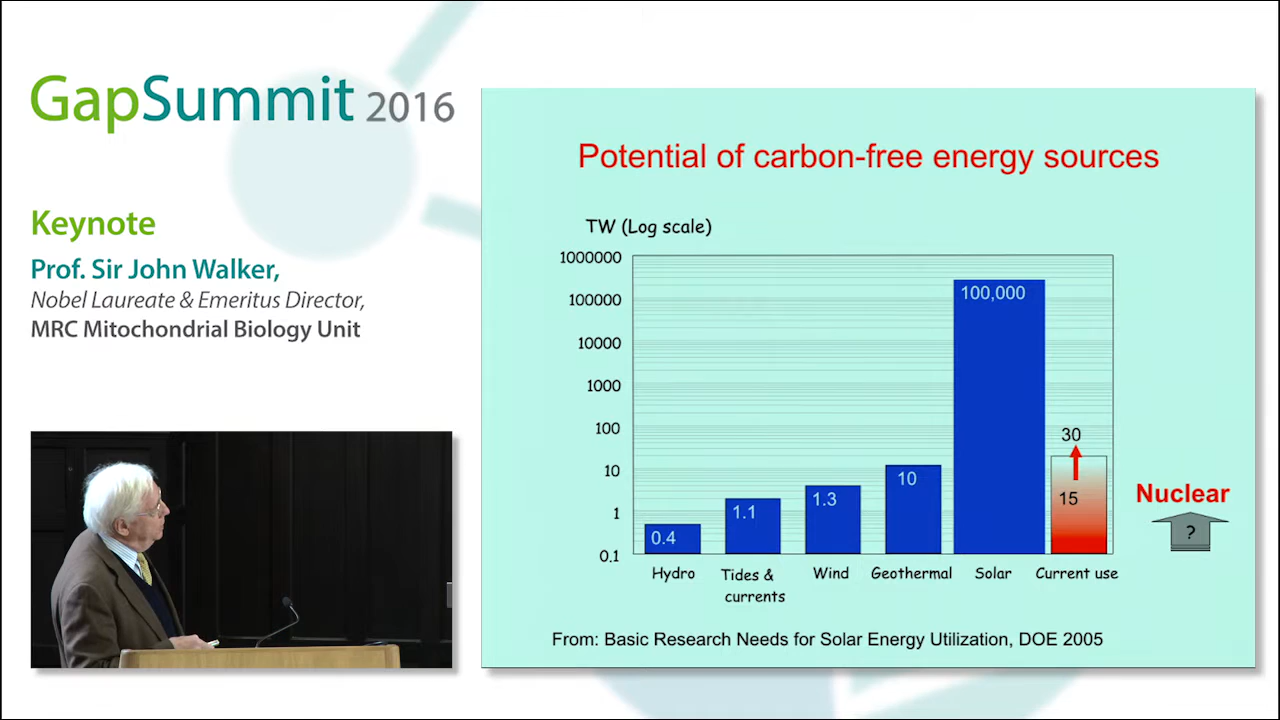 GapSummit 2016
Keynote
Prof. Sir John Walker,
Nobel Laureate & Emeritus Director,
MRC Mitochondrial Biology Unit
Potential of carbon-free energy sources
TW (Log scale)
1000000
100000
10000
1000
100
10
1
0.1
0.4
1.1
1.3
10
100,000
30
15
Nuclear
?
Hydro
Tides &
currents
Wind
Geothermal
Solar
Current use
From: Basic Research Needs for Solar Energy Utilization, DOE 2005